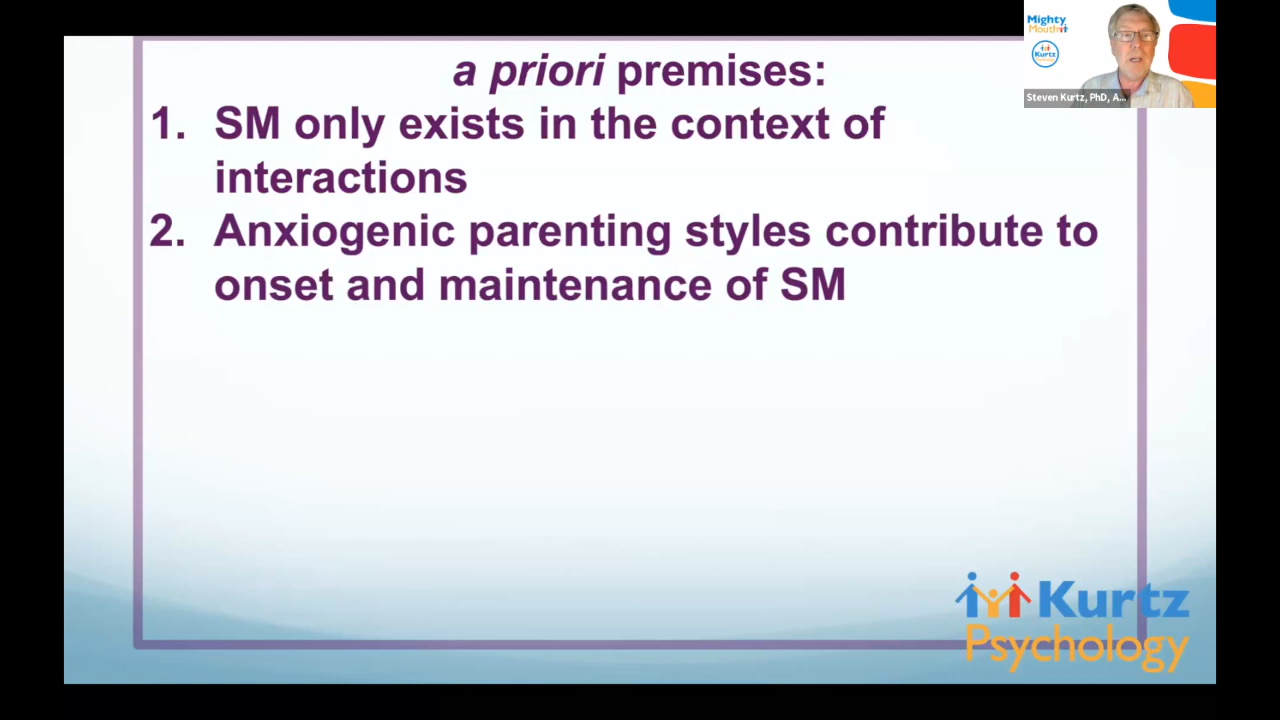 a priori premises:
1. SM only exists in the context of
interactions
2. Anxiogenic parenting styles contribute to
onset and maintenance of SM
Mighty
Mouth
Kurtz
Steven Kurtz, PhD, A...
Kurtz
Psychology